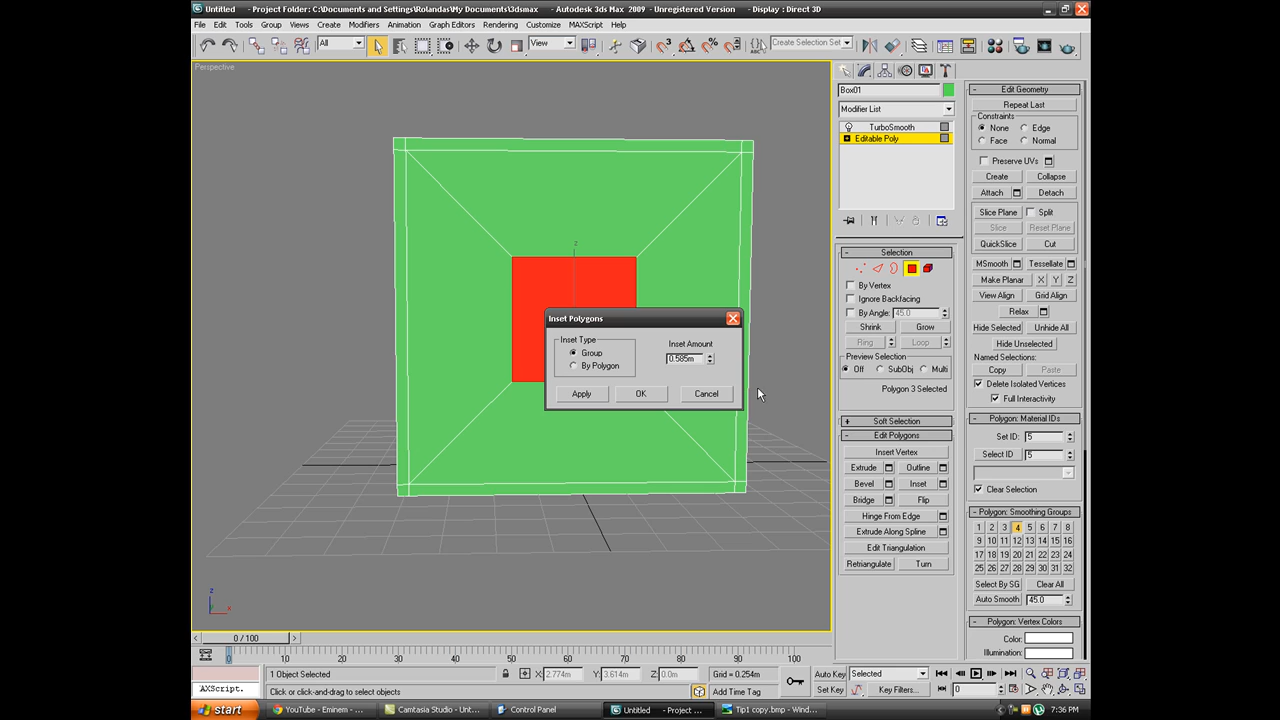 Untitled - Project Folder: C:\Documents and Settings\Rolandas\My Documents\3dsmax - Autodesk 3ds Max 2009 - Unregistered Version - Display : Direct 3D
File Edit Tools Group Views Create Modifiers Animation Graph Editors Rendering Customize MAXScript Help
All View Create Selection Set
Perspective
z
Inset Polygons
Inset Type
Group
By Polygon
Inset Amount
0.585m
Apply OK Cancel
z
x
Box01
Modifier List
TurboSmooth
Editable Poly
Selection
By Vertex
Ignore Backfacing
By Angle: 45.0
Shrink Grow
Ring Loop
Preview Selection
Off SubObj Multi
Polygon 3 Selected
Soft Selection
Edit Polygons
Insert Vertex
Extrude Outline
Bevel Inset
Bridge Flip
Hinge From Edge
Extrude Along Spline
Edit Triangulation
Retriangulate Turn
Edit Geometry
Repeat Last
Constraints
None Edge
Face Normal
Preserve UVs
Create Collapse
Attach Detach
Slice Plane Split
Slice Reset Plane
QuickSlice Cut
MSmooth Tessellate
Make Planar X Y Z
View Align Grid Align
Relax
Hide Selected Unhide All
Hide Unselected
Named Selections:
Copy Paste
Delete Isolated Vertices
Full Interactivity
Polygon: Material IDs
Set ID: 5
Select ID 5
Clear Selection
Polygon: Smoothing Groups
1 2 3 4 5 6 7 8
9 10 11 12 13 14 15 16
17 18 19 20 21 22 23 24
25 26 27 28 29 30 31 32
Select By SG Clear All
Auto Smooth 45.0
Polygon: Vertex Colors
Color:
Illumination:
0 / 100
0 10 20 30 40 50 60 70 80 90 100
1 Object Selected X: 2.774m Y: 3.614m Z: 0.0m Grid = 0.254m Auto Key Selected
'AXScript. Click or click-and-drag to select objects Add Time Tag Set Key Key Filters... 0
start YouTube - Eminem - ... Camtasia Studio - Unt... Control Panel Untitled - Project ... Tip1 copy.bmp - Wind... 7:36 PM